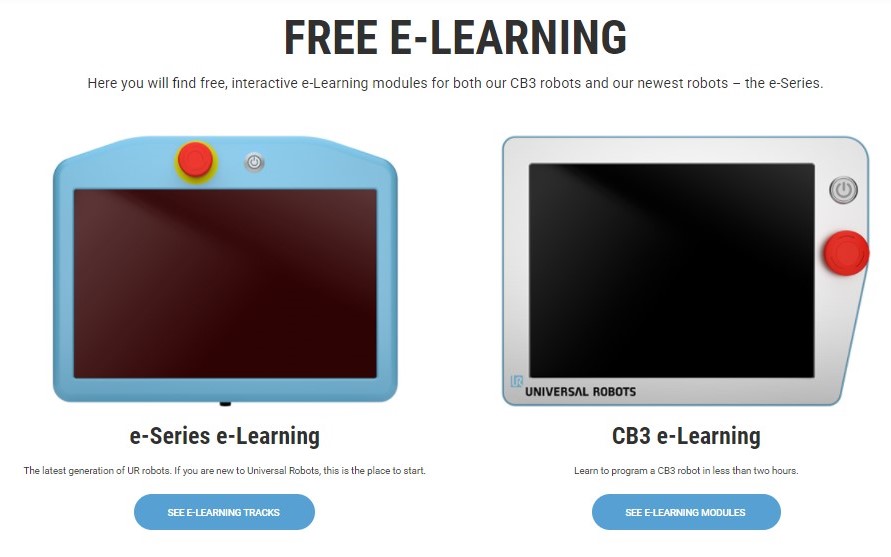 FREE E-LEARNING
Here you will find free, interactive e-Learning modules for both our CB3 robots and our newest robots – the e-Series.
UR
UNIVERSAL ROBOTS
e-Series e-Learning
CB3 e-Learning
The latest generation of UR robots. If you are new to Universal Robots, this is the place to start.
Learn to program a CB3 robot in less than two hours.
SEE E-LEARNING TRACKS
SEE E-LEARNING MODULES